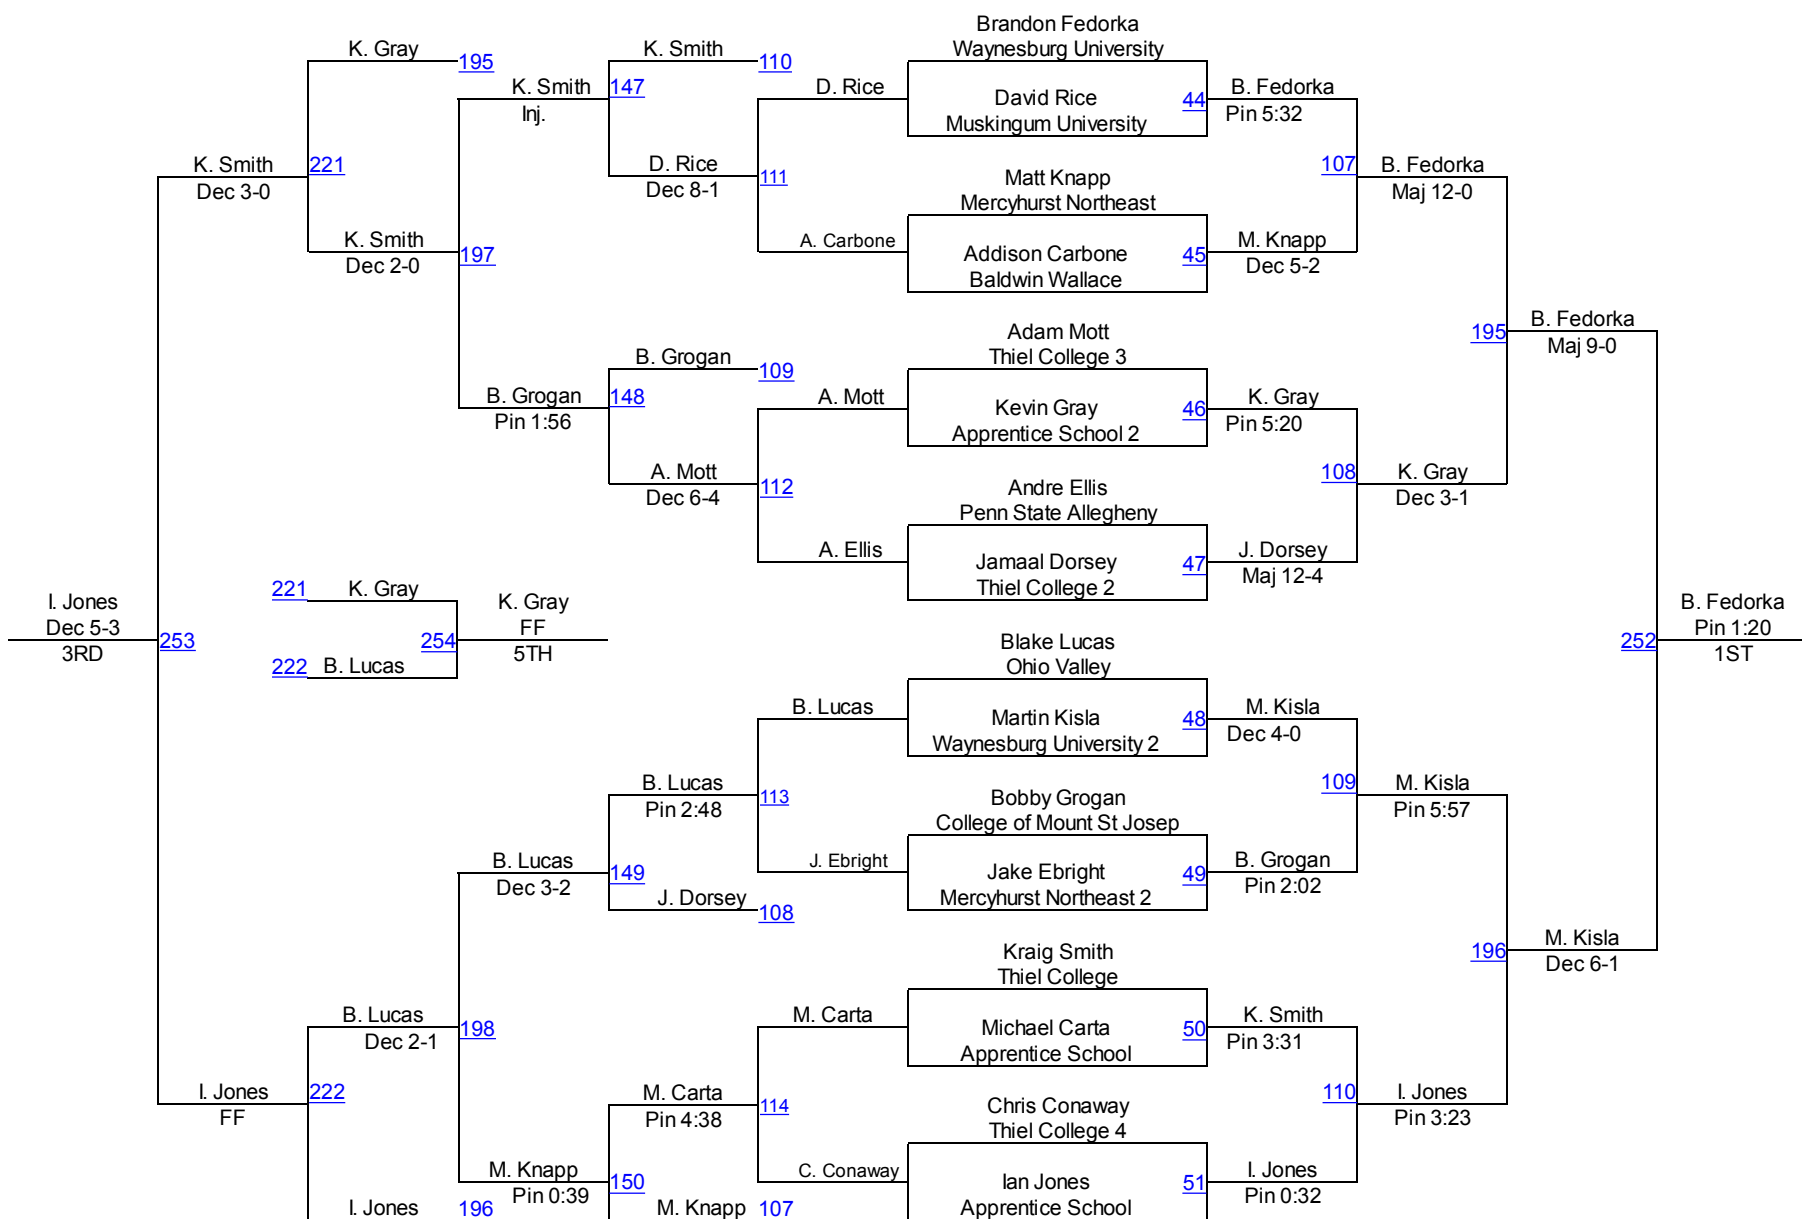 Brandon Fedorka
K. Gray
K. Smith
Waynesburg University
195
110
K. Smith
147
D. Rice
B. Fedorka
Inj.
David Rice
44
Pin 5:32
Muskingum University
K. Smith
221
D. Rice
107
B. Fedorka
Dec 3-0
Dec 8-1
111
Matt Knapp
Maj 12-0
Mercyhurst Northeast
K. Smith
A. Carbone
M. Knapp
Dec 2-0
197
Addison Carbone
45
Dec 5-2
Baldwin Wallace
Adam Mott
195
B. Fedorka
B. Grogan
Thiel College 3
Maj 9-0
109
B. Grogan
148
A. Mott
K. Gray
Pin 1:56
Kevin Gray
46
Pin 5:20
Apprentice School 2
A. Mott
108
K. Gray
Dec 6-4
112
Andre Ellis
Dec 3-1
Penn State Allegheny
A. Ellis
J. Dorsey
Jamaal Dorsey
47
Maj 12-4
221
K. Gray
Thiel College 2
I. Jones
K. Gray
B. Fedorka
Dec 5-3
FF
Pin 1:20
253
254
Blake Lucas
252
3RD
5TH
1ST
222
B. Lucas
Ohio Valley
B. Lucas
M. Kisla
Martin Kisla
48
Dec 4-0
Waynesburg University 2
B. Lucas
109
M. Kisla
Pin 2:48
113
Bobby Grogan
Pin 5:57
College of Mount St Josep
B. Lucas
J. Ebright
B. Grogan
Dec 3-2
149
Jake Ebright
49
Pin 2:02
J. Dorsey
Mercyhurst Northeast 2
108
Kraig Smith
196
M. Kisla
Thiel College
Dec 6-1
B. Lucas
M. Carta
K. Smith
Dec 2-1
198
Michael Carta
50
Pin 3:31
Apprentice School
I. Jones
222
M. Carta
110
I. Jones
FF
Pin 4:38
114
Chris Conaway
Pin 3:23
Thiel College 4
M. Knapp
C. Conaway
I. Jones
Pin 0:39
150
Ian Jones
51
Pin 0:32
I. Jones
196
M. Knapp
107
Apprentice School